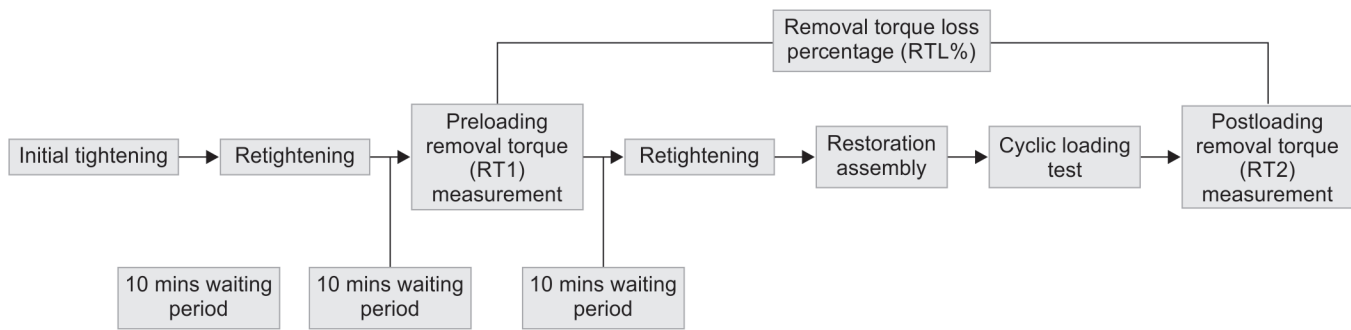 Removal torque loss
percentage (RTL%)
Initial tightening
Retightening
Preloading
removal torque
(RT1)
measurement
Retightening
Restoration
assembly
Cyclic loading
test
Postloading
removal torque
(RT2)
measurement
10 mins waiting
period
10 mins waiting
period
10 mins waiting
period